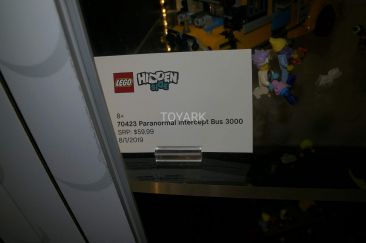 LEGO HIDDEN SIDE
8+
TOYARK
70423 Paranormal Intercept Bus 3000
SRP: $59.99
8/1/2019